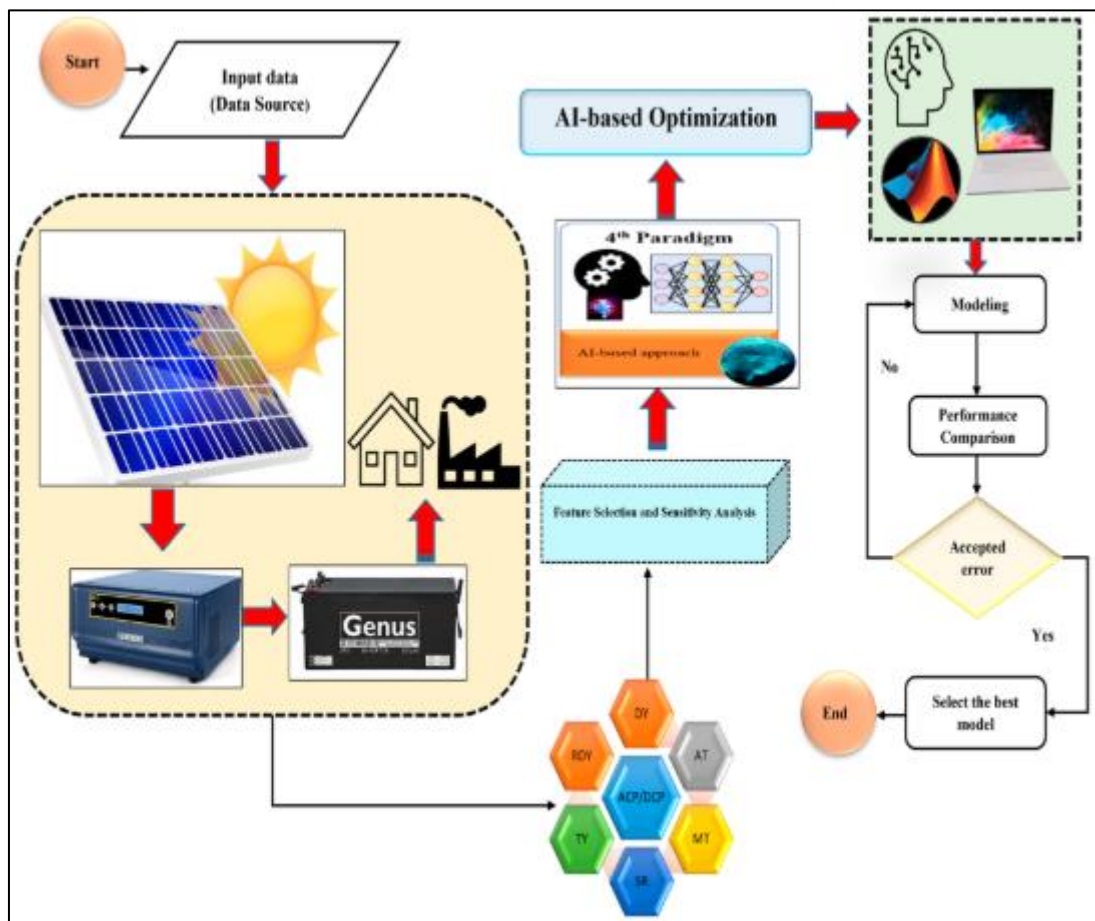 Start
Input data
(Data Source)
Genus
DY
RDY
AT
ACP/DCP
TY
MT
SR
Feature Selection and Sensitivity Analysis
4th Paradigm
AI-based approach
AI-based Optimization
Modeling
No
Performance
Comparison
Accepted
error
Yes
Select the best
model
End